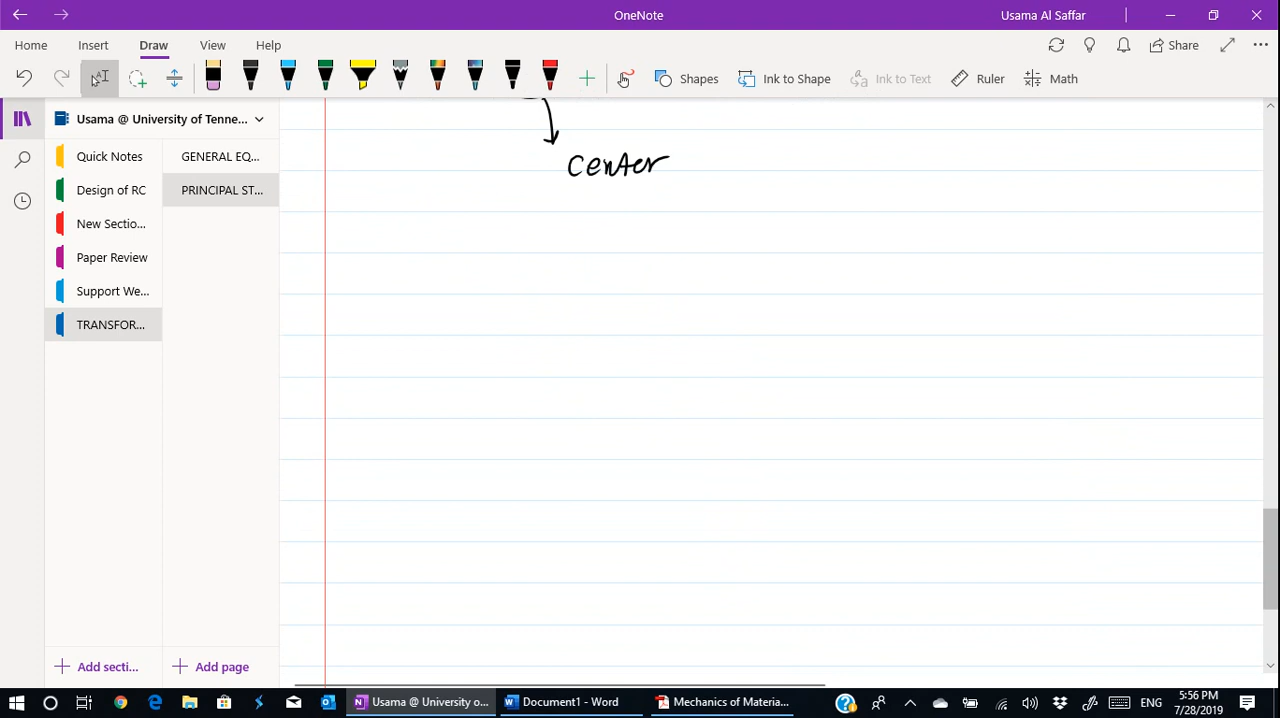 OneNote
Usama Al Saffar
Home Insert Draw View Help
Share
Shapes
Ink to Shape
Ink to Text
Ruler
Math
Usama @ University of Tenne...
Quick Notes
Design of RC
New Sectio...
Paper Review
Support We...
TRANSFOR...
GENERAL EQ...
PRINCIPAL ST...
Center
Add secti...
Add page
Usama @ University o...
Document1 - Word
Mechanics of Materia...
ENG
5:56 PM
7/28/2019